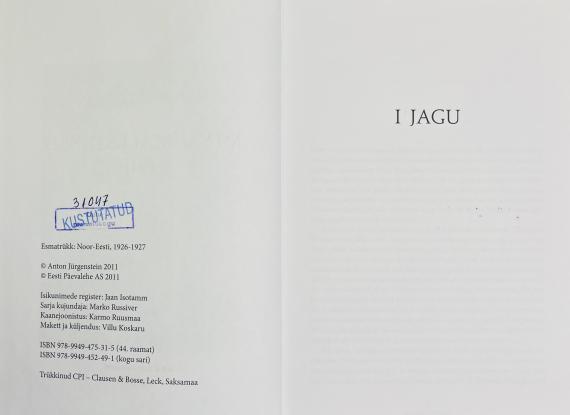 31047
KUSTUTATUD
Esmatrükk: Noor-Eesti, 1926-1927
© Anton Jürgenstein 2011
© Eesti Päevalehe AS 2011
Isikunimede register: Jaan Isotamm
Sarja kujundaja: Marko Russiver
Kaanejoonistus: Karmo Ruusmaa
Makett ja küljendus: Villu Koskaru
ISBN 978-9949-475-31-5 (44. raamat)
ISBN 978-9949-452-49-1 (kogu sari)
Trükkinud CPI – Clausen & Bosse, Leck, Saksamaa
I JAGU